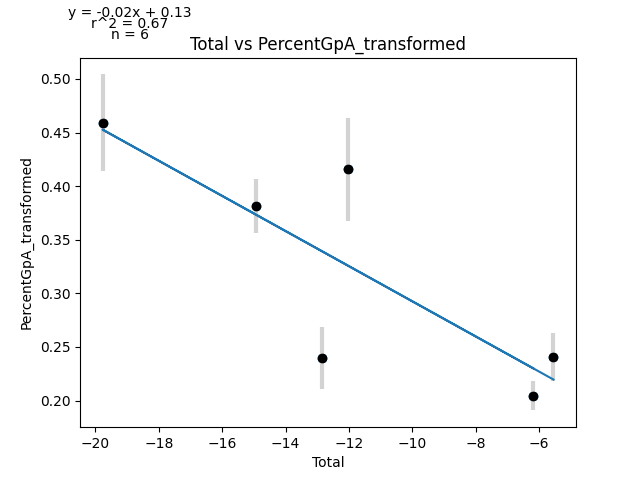 y = -0.02x + 0.13
r^2 = 0.67
n = 6
Total vs PercentGpA_transformed
0.50
0.45
0.40
0.35
0.30
0.25
0.20
PercentGpA_transformed
−20 −18 −16 −14 −12 −10 −8 −6
Total